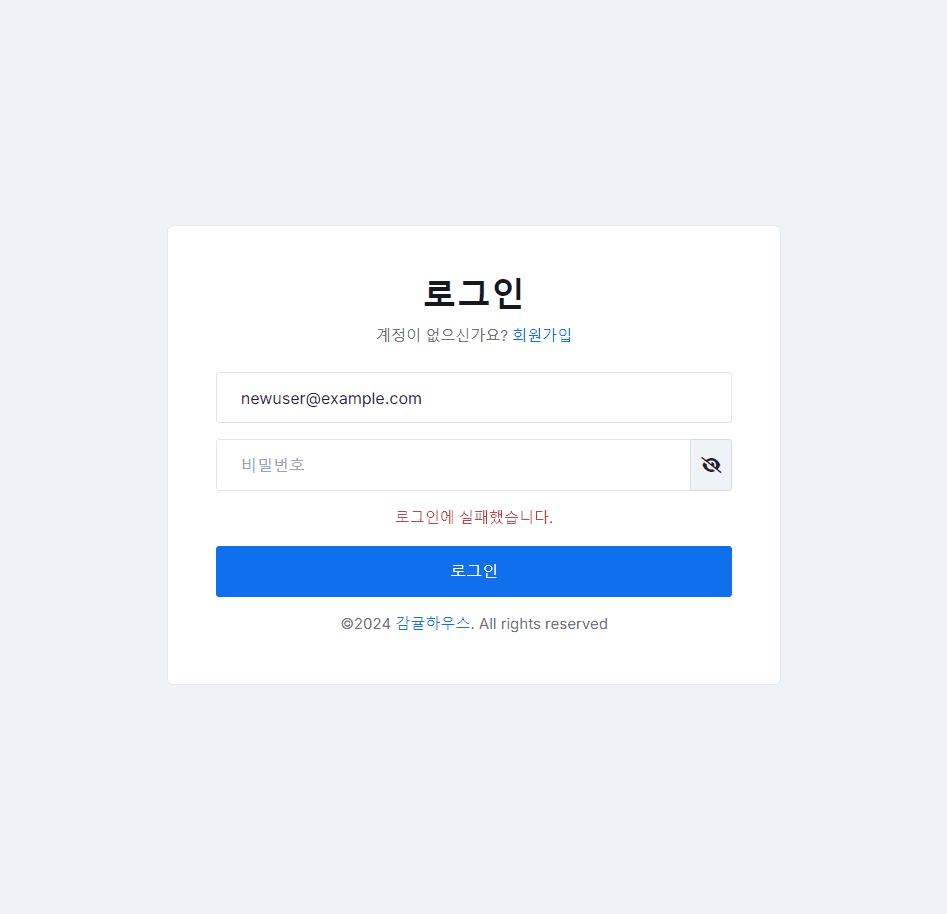 로그인
계정이 없으신가요? 회원가입
newuser@example.com
비밀번호
로그인에 실패했습니다.
로그인
©2024 감귤하우스. All rights reserved